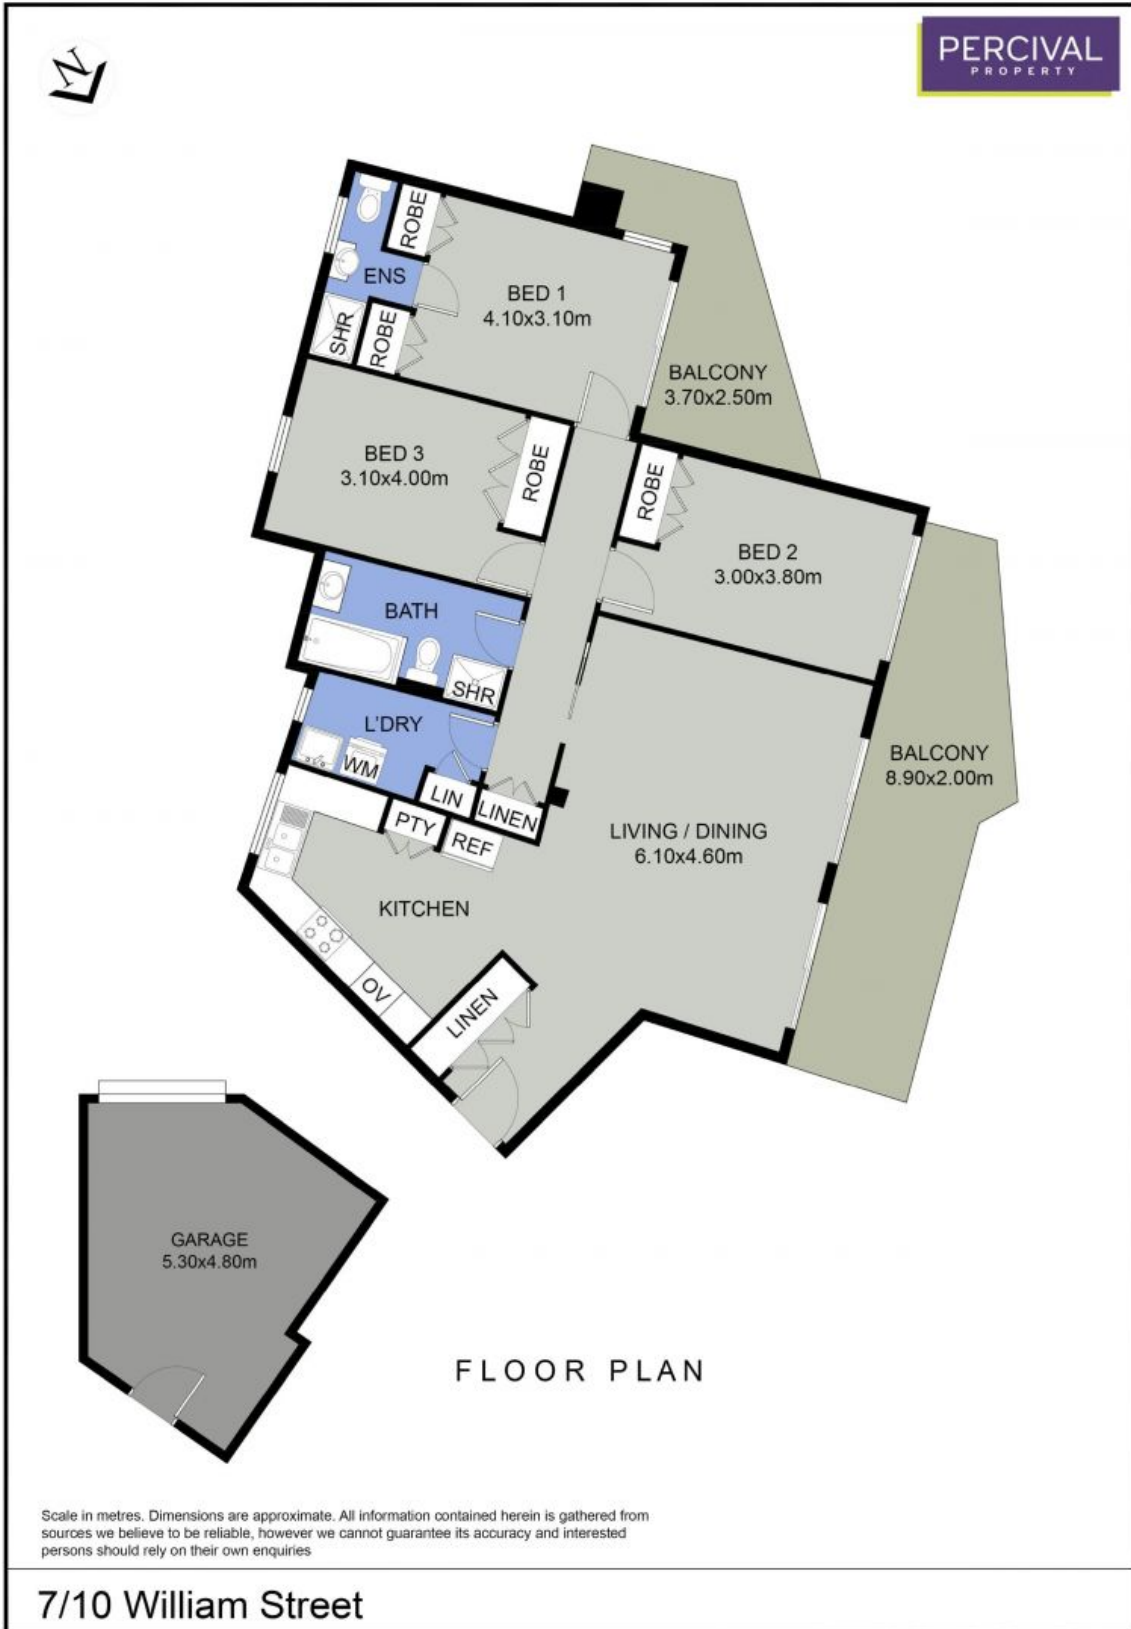 N
PERCIVAL
PROPERTY
ROBE
ENS
BED 1
4.10x3.10m
SHR
ROBE
BALCONY
3.70x2.50m
BED 3
3.10x4.00m
ROBE
ROBE
BED 2
3.00x3.80m
BATH
SHR
L'DRY
WM
LIN
LINEN
BALCONY
8.90x2.00m
PTY
REF
LIVING / DINING
6.10x4.60m
KITCHEN
OV
LINEN
GARAGE
5.30x4.80m
FLOOR PLAN
Scale in metres. Dimensions are approximate. All information contained herein is gathered from
sources we believe to be reliable, however we cannot guarantee its accuracy and interested
persons should rely on their own enquiries
7/10 William Street